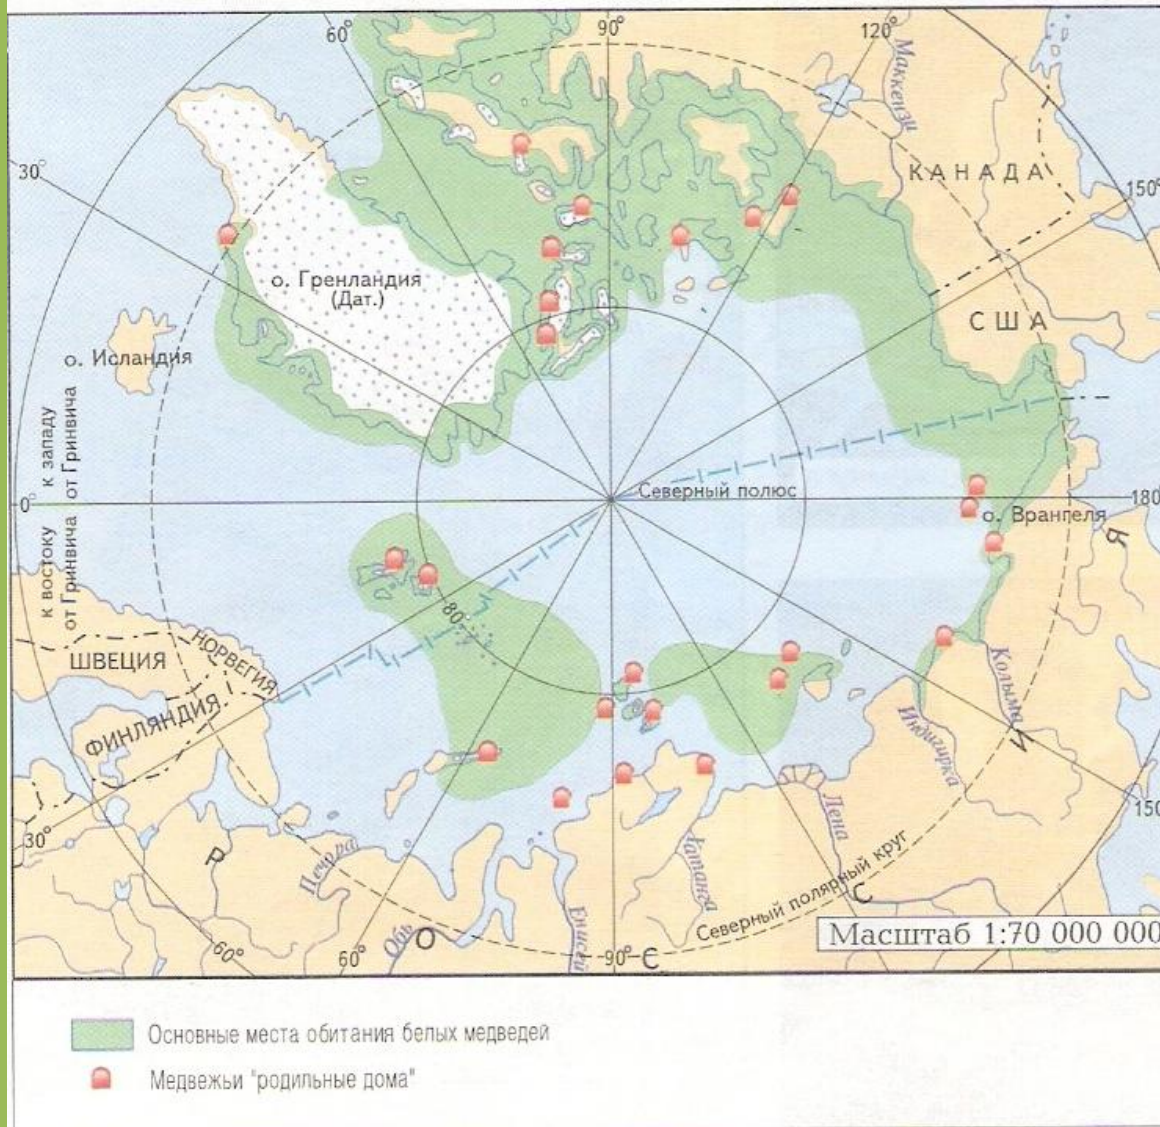 60°
90°
120°
Маккензи
30°
КАНАДА
150°
о. Гренландия
(Дат.)
США
о. Исландия
к западу
от Гринвича
Северный полюс
0°
180°
к востоку
от Гринвича
о. Врангеля
80°
НОРВЕГИЯ
ШВЕЦИЯ
ФИНЛЯНДИЯ
Колыма
Индигирка
Лена
Хатанга
Печора
Обь
Енисей
Северный полярный круг
РОССИЯ
30°
150
60°
60°
90°
Масштаб 1:70 000 000
Основные места обитания белых медведей
Медвежьи "родильные дома"